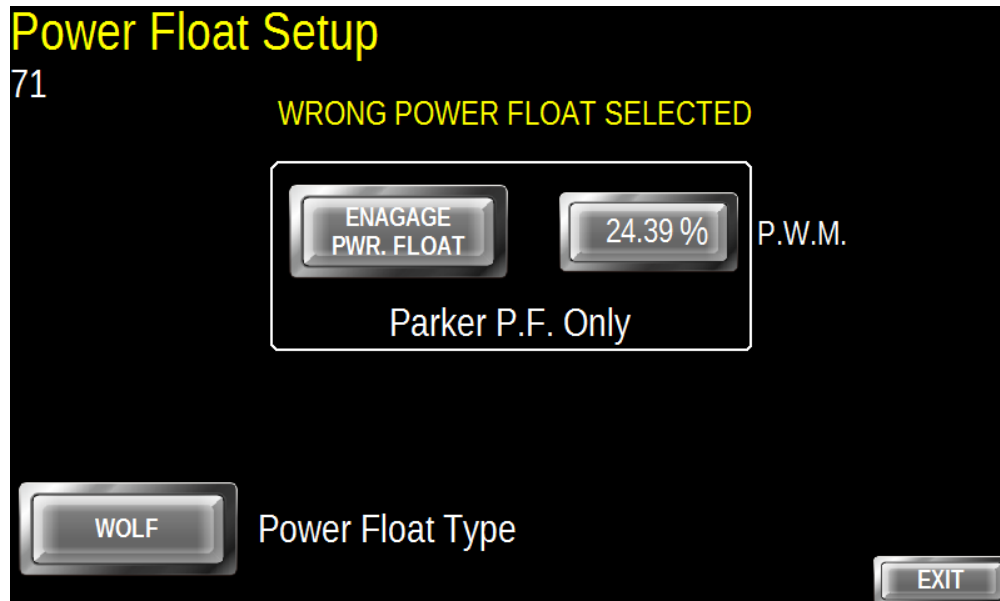 Power Float Setup
71
WRONG POWER FLOAT SELECTED
ENAGAGE
PWR. FLOAT
24.39 %
P.W.M.
Parker P.F. Only
WOLF
Power Float Type
EXIT